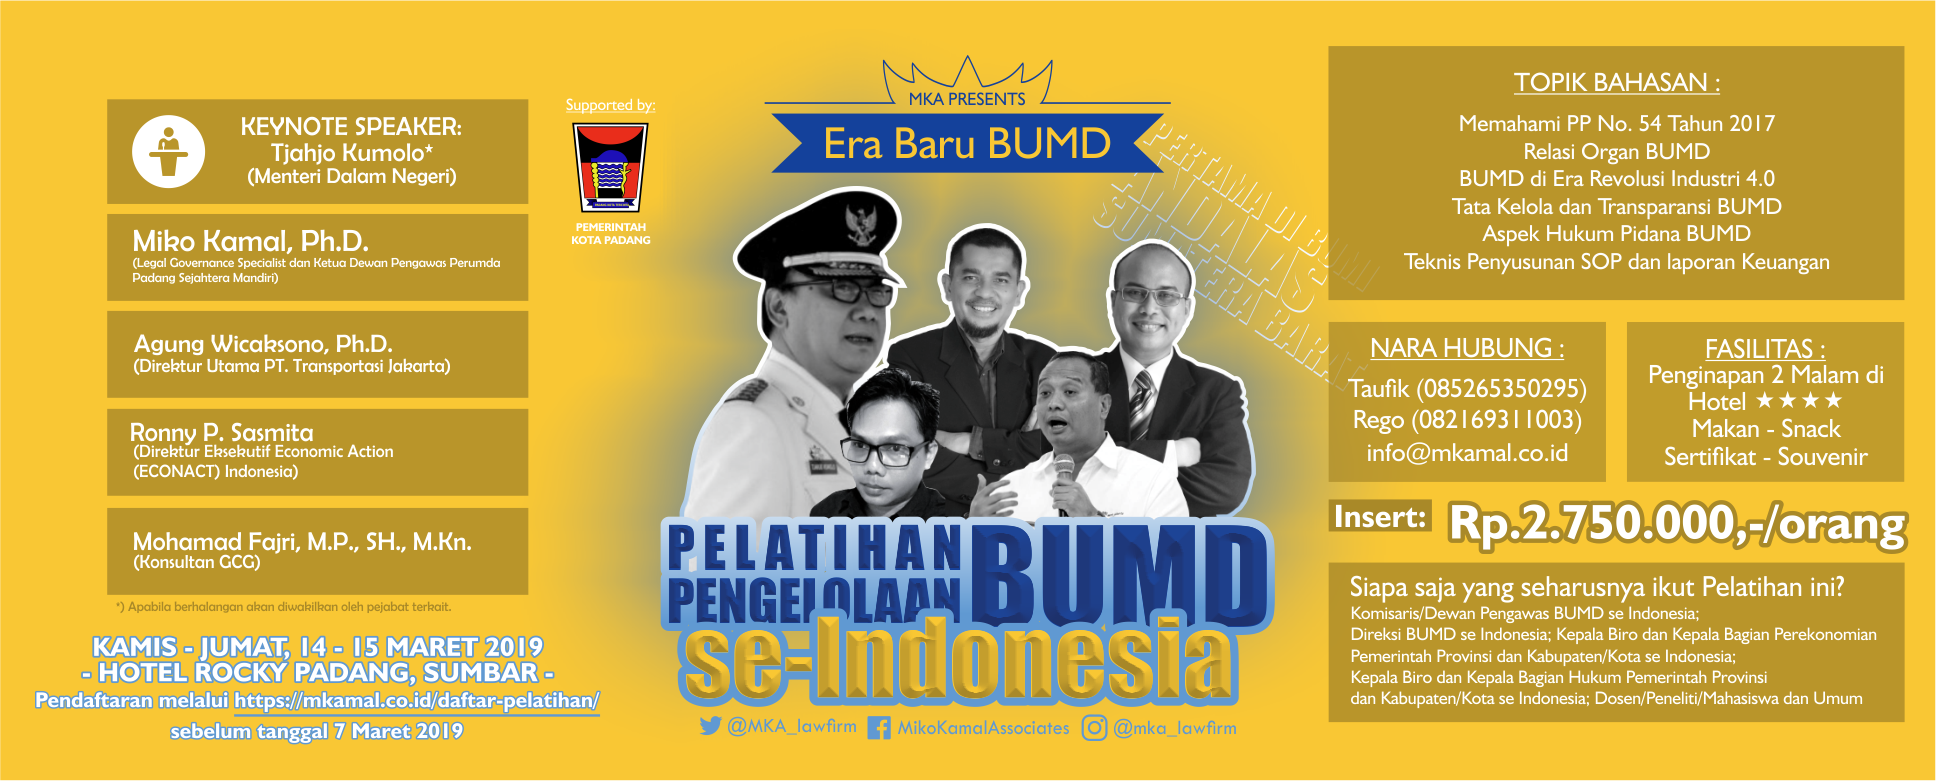 KEYNOTE SPEAKER:
Tjahjo Kumolo*
(Menteri Dalam Negeri)
Miko Kamal, Ph.D.
(Legal Governance Specialist dan Ketua Dewan Pengawas Perumda
Padang Sejahtera Mandiri)
Agung Wicaksono, Ph.D.
(Direktur Utama PT. Transportasi Jakarta)
Ronny P. Sasmita
(Direktur Eksekutif Economic Action
(ECONACT) Indonesia)
Mohamad Fajri, M.P., SH., M.Kn.
(Konsultan GCG)
*) Apabila berhalangan akan diwakilkan oleh pejabat terkait.
KAMIS - JUMAT, 14 - 15 MARET 2019
- HOTEL ROCKY PADANG, SUMBAR -
Pendaftaran melalui https://mkamal.co.id/daftar-pelatihan/
sebelum tanggal 7 Maret 2019
Supported by:
PEMERINTAH
KOTA PADANG
MKA PRESENTS
Era Baru BUMD
PERTAMA DI BUMI
ANDALAS
SUMATERA BARAT
PELATIHAN
PENGELOLAAN
BUMD
se-Indonesia
@MKA_lawfirm
MikoKamalAssociates
@mka_lawfirm
TOPIK BAHASAN :
Memahami PP No. 54 Tahun 2017
Relasi Organ BUMD
BUMD di Era Revolusi Industri 4.0
Tata Kelola dan Transparansi BUMD
Aspek Hukum Pidana BUMD
Teknis Penyusunan SOP dan laporan Keuangan
NARA HUBUNG :
Taufik (085265350295)
Rego (082169311003)
info@mkamal.co.id
FASILITAS :
Penginapan 2 Malam di
Hotel ★★★★
Makan - Snack
Sertifikat - Souvenir
Insert:
Rp.2.750.000,-/orang
Siapa saja yang seharusnya ikut Pelatihan ini?
Komisaris/Dewan Pengawas BUMD se Indonesia;
Direksi BUMD se Indonesia; Kepala Biro dan Kepala Bagian Perekonomian
Pemerintah Provinsi dan Kabupaten/Kota se Indonesia;
Kepala Biro dan Kepala Bagian Hukum Pemerintah Provinsi
dan Kabupaten/Kota se Indonesia; Dosen/Peneliti/Mahasiswa dan Umum